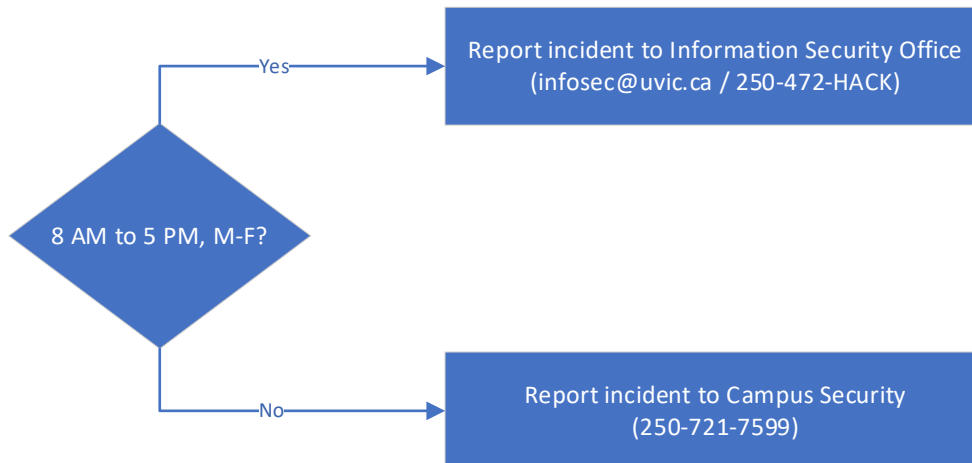 Yes
Report incident to Information Security Office
(infosec@uvic.ca / 250-472-HACK)
8 AM to 5 PM, M-F?
No
Report incident to Campus Security
(250-721-7599)